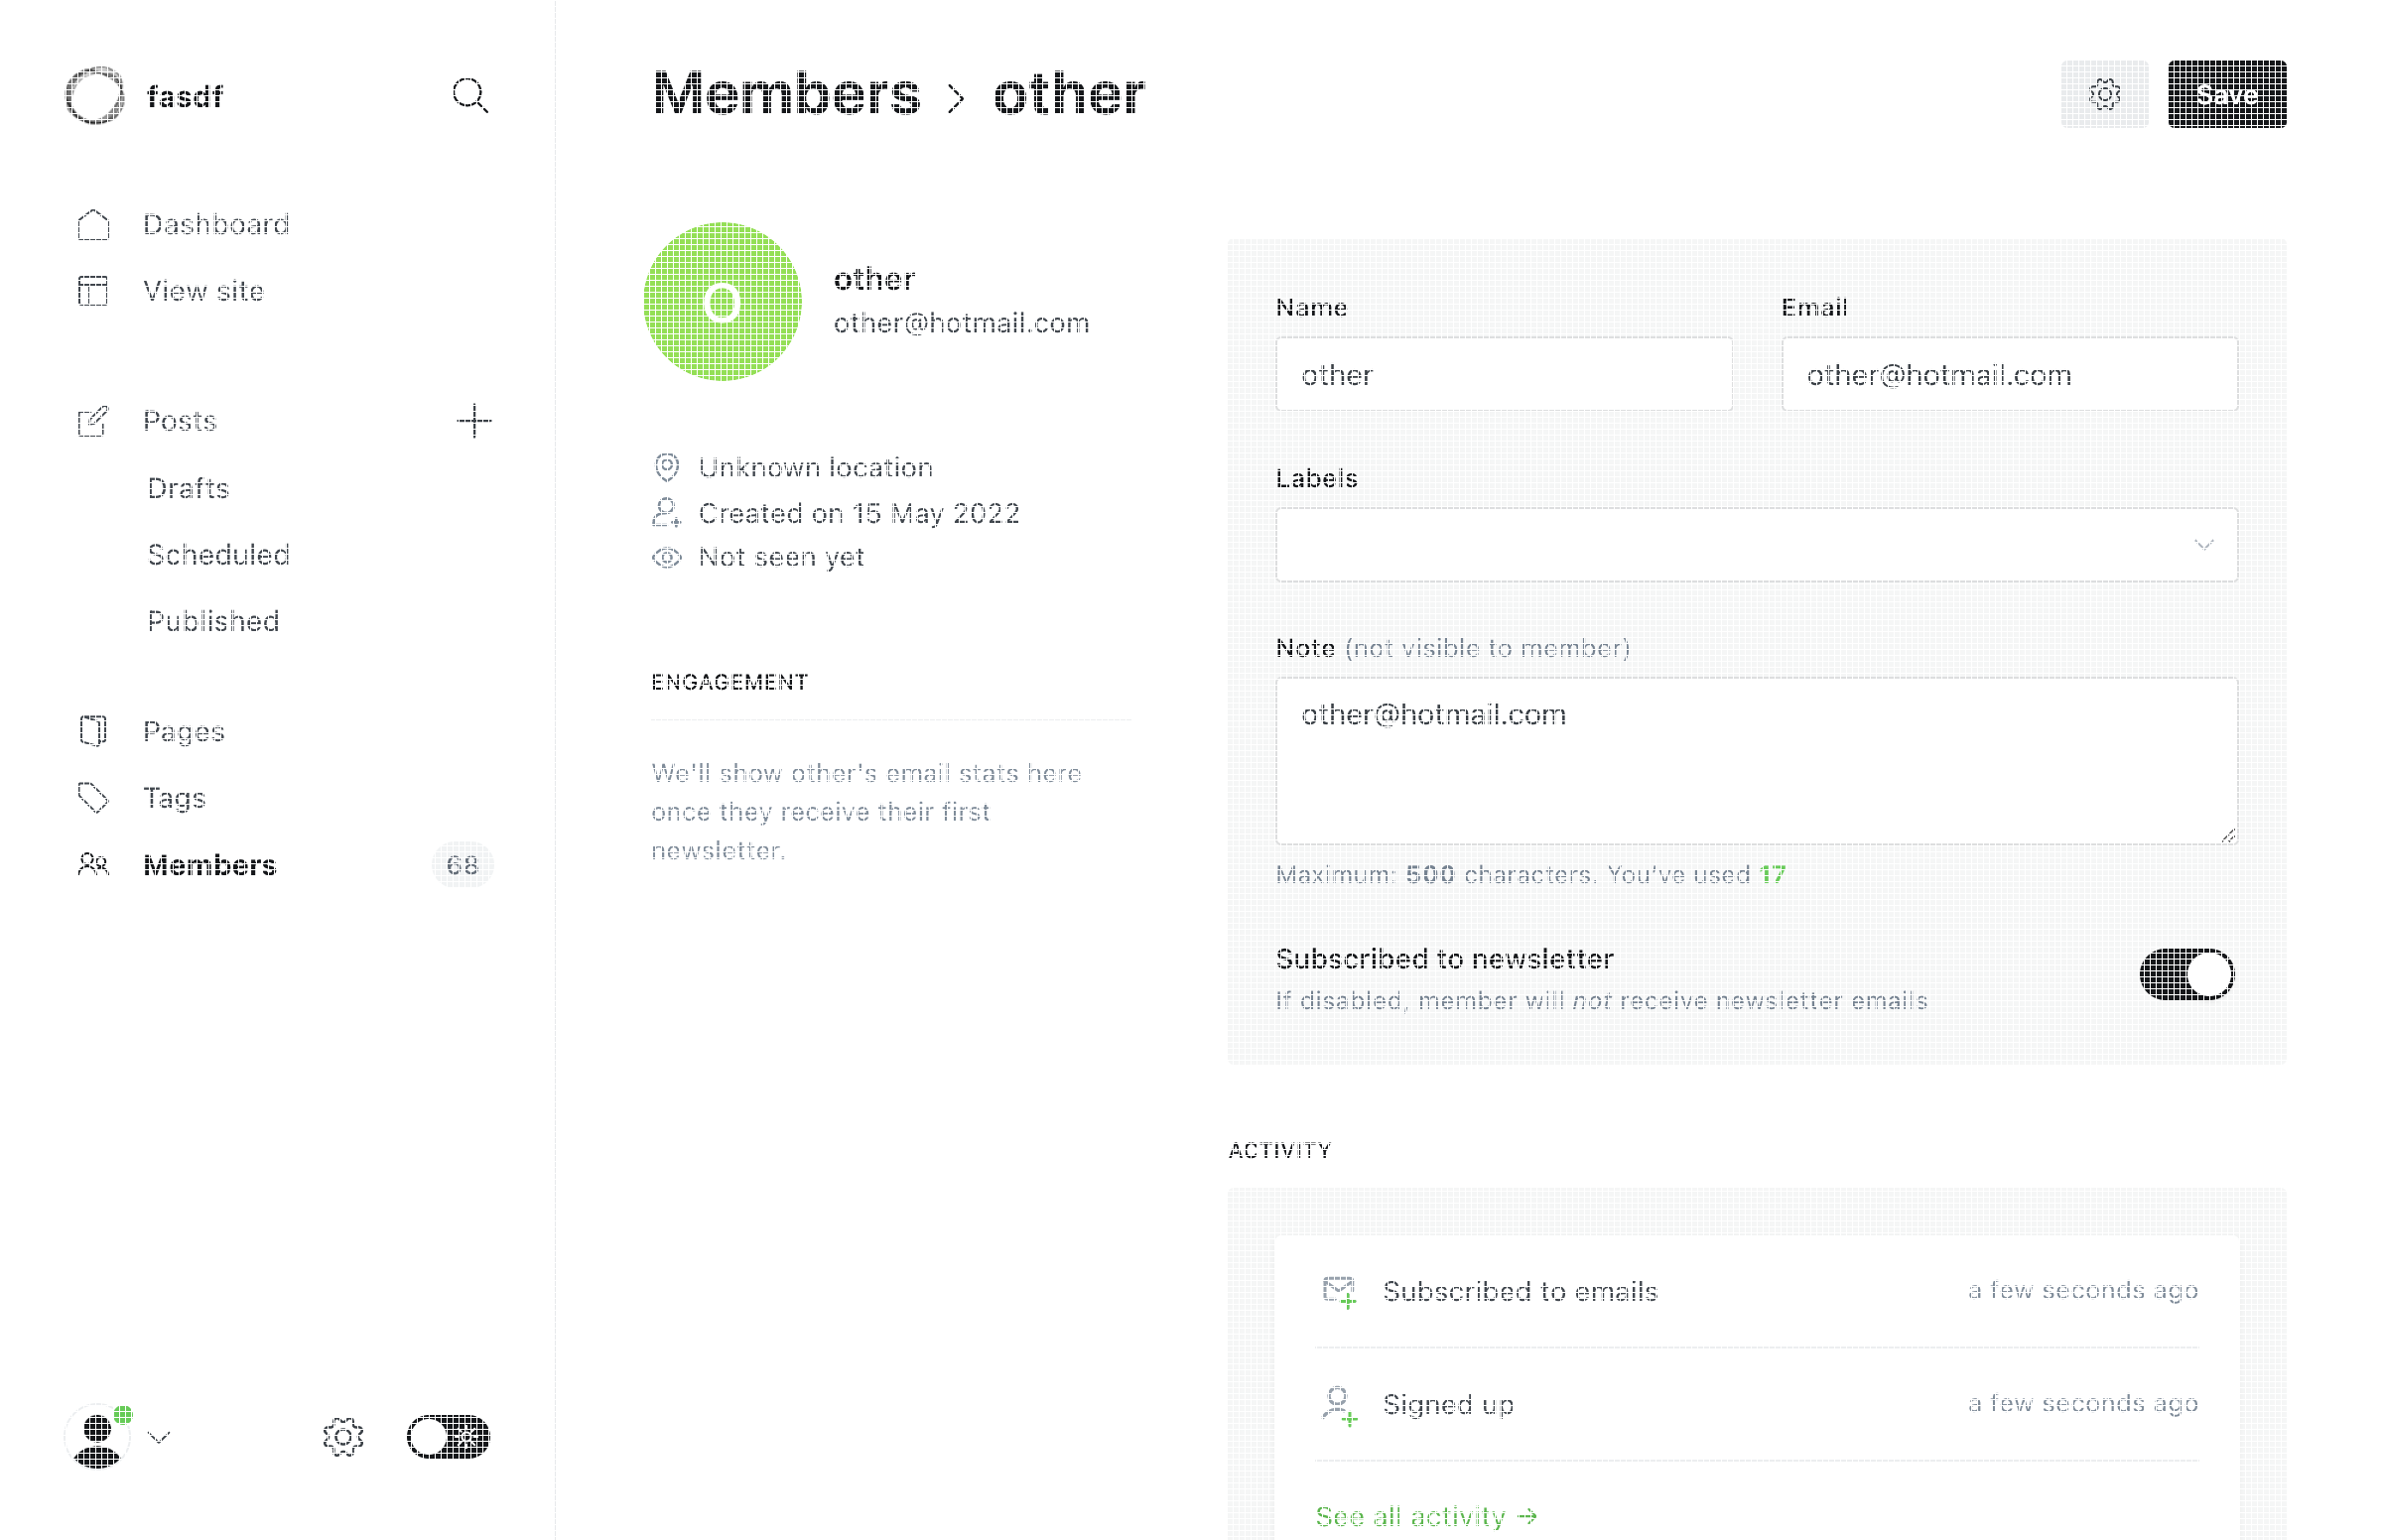 fasdf
Dashboard
View site
Posts
Drafts
Scheduled
Published
Pages
Tags
Members 68
Members › other
Save
O
other
other@hotmail.com
Unknown location
Created on 15 May 2022
Not seen yet
ENGAGEMENT
We'll show other's email stats here
once they receive their first
newsletter.
Name
other
Email
other@hotmail.com
Labels
Note (not visible to member)
other@hotmail.com
Maximum: 500 characters. You've used 17
Subscribed to newsletter
If disabled, member will not receive newsletter emails
ACTIVITY
Subscribed to emails a few seconds ago
Signed up a few seconds ago
See all activity →